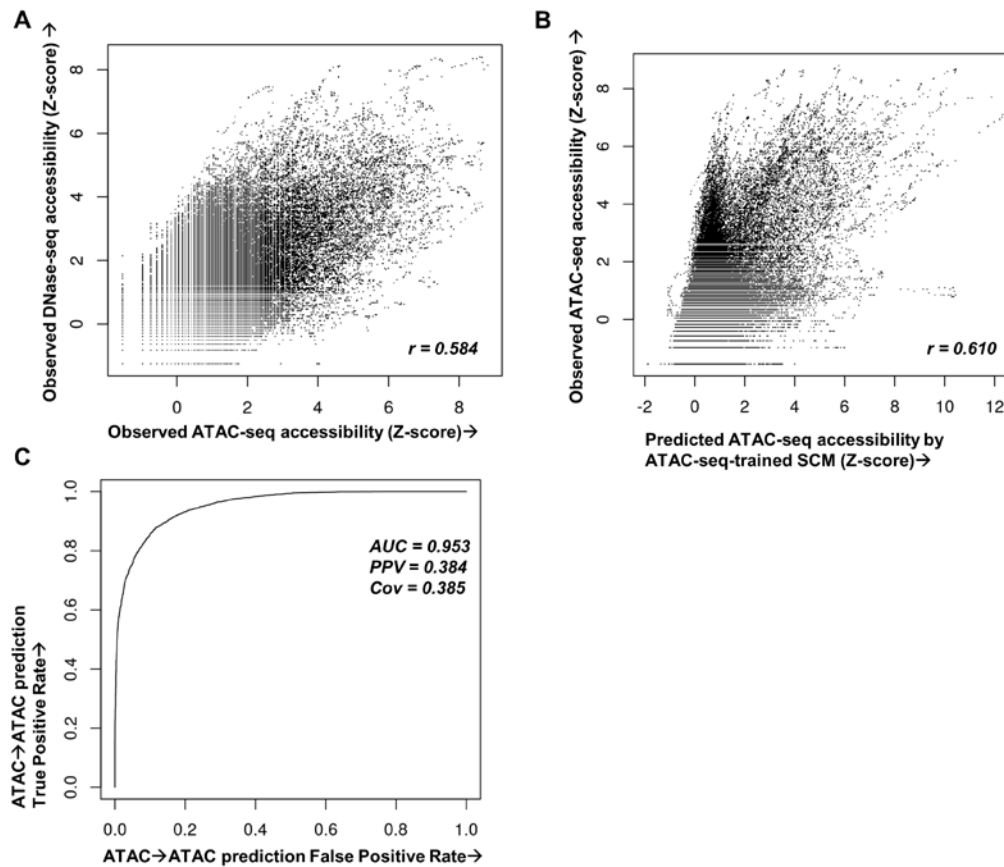 A
Observed DNase-seq accessibility (Z-score)→
8
6
4
2
0
r = 0.584
0 2 4 6 8
Observed ATAC-seq accessibility (Z-score)→
B
Observed ATAC-seq accessibility (Z-score)→
8
6
4
2
0
r = 0.610
-2 0 2 4 6 8 10 12
Predicted ATAC-seq accessibility by
ATAC-seq-trained SCM (Z-score)→
C
ATAC→ATAC prediction
True Positive Rate→
1.0
0.8
0.6
0.4
0.2
0.0
AUC = 0.953
PPV = 0.384
Cov = 0.385
0.0 0.2 0.4 0.6 0.8 1.0
ATAC→ATAC prediction False Positive Rate→